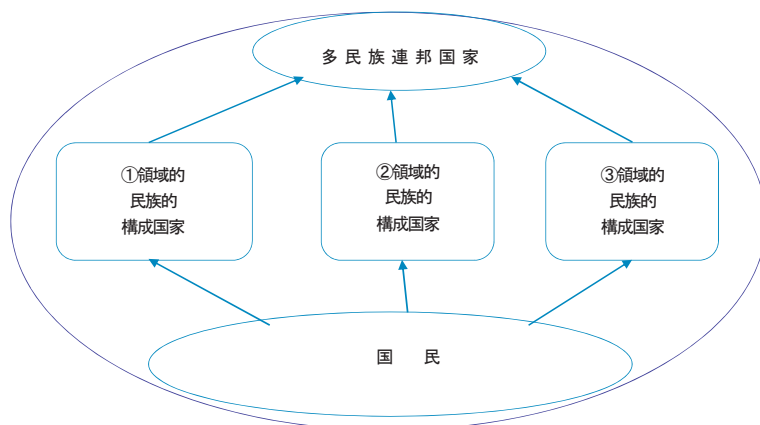 多民族連邦国家
①領域的
民族的
構成国家
②領域的
民族的
構成国家
③領域的
民族的
構成国家
国　民